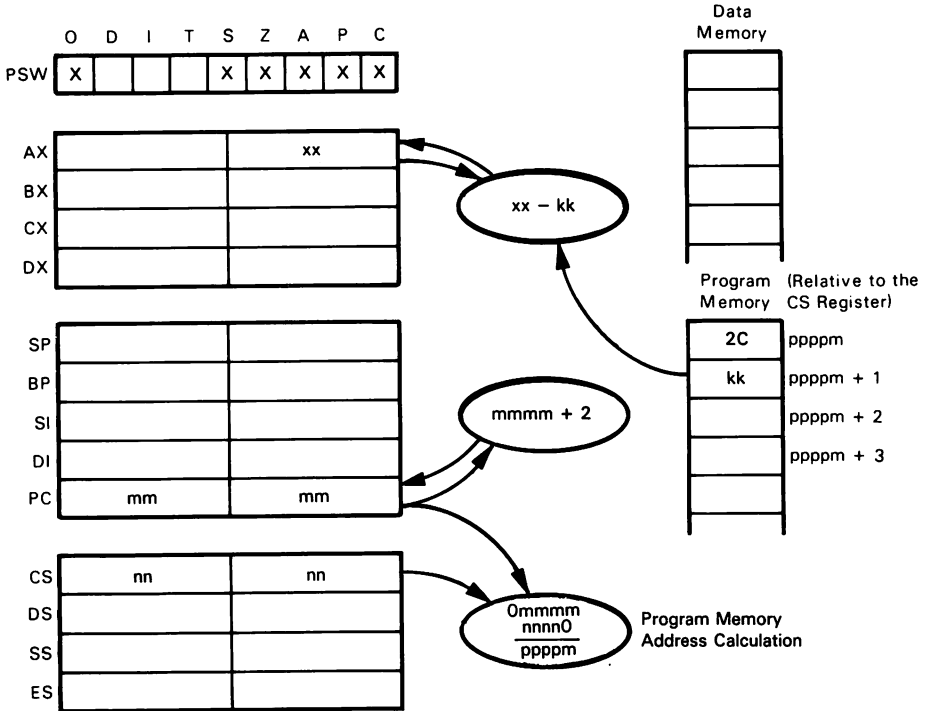 O D I T S Z A P C
PSW X X X X X X
AX xx
BX
CX
DX
xx – kk
SP
BP
SI
DI
PC mm mm
mmmm + 2
CS nn nn
DS
SS
ES
0mmmm
nnnn0
ppppm
Program Memory
Address Calculation
Data
Memory
Program
Memory
(Relative to the
CS Register)
2C ppppm
kk ppppm + 1
ppppm + 2
ppppm + 3